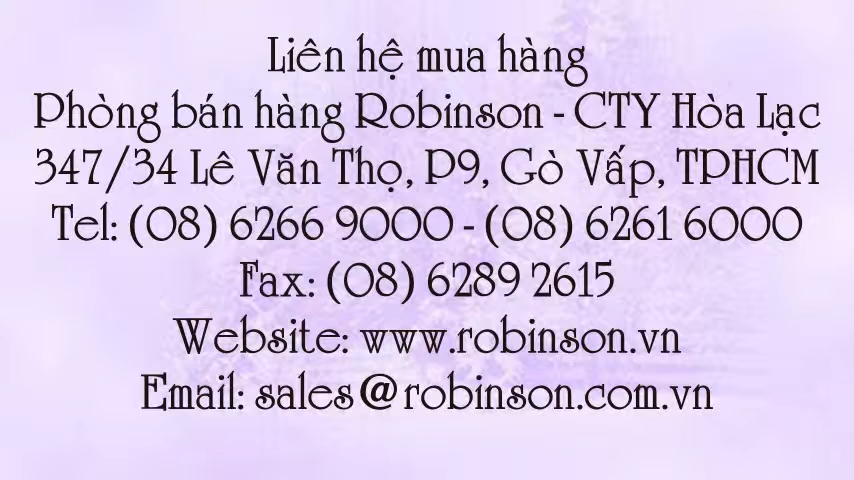 Liên hệ mua hàng
Phòng bán hàng Robinson - CTY Hòa Lạc
347/34 Lê Văn Thọ, P9, Gò Vấp, TPHCM
Tel: (08) 6266 9000 - (08) 6261 6000
Fax: (08) 6289 2615
Website: www.robinson.vn
Email: sales@robinson.com.vn